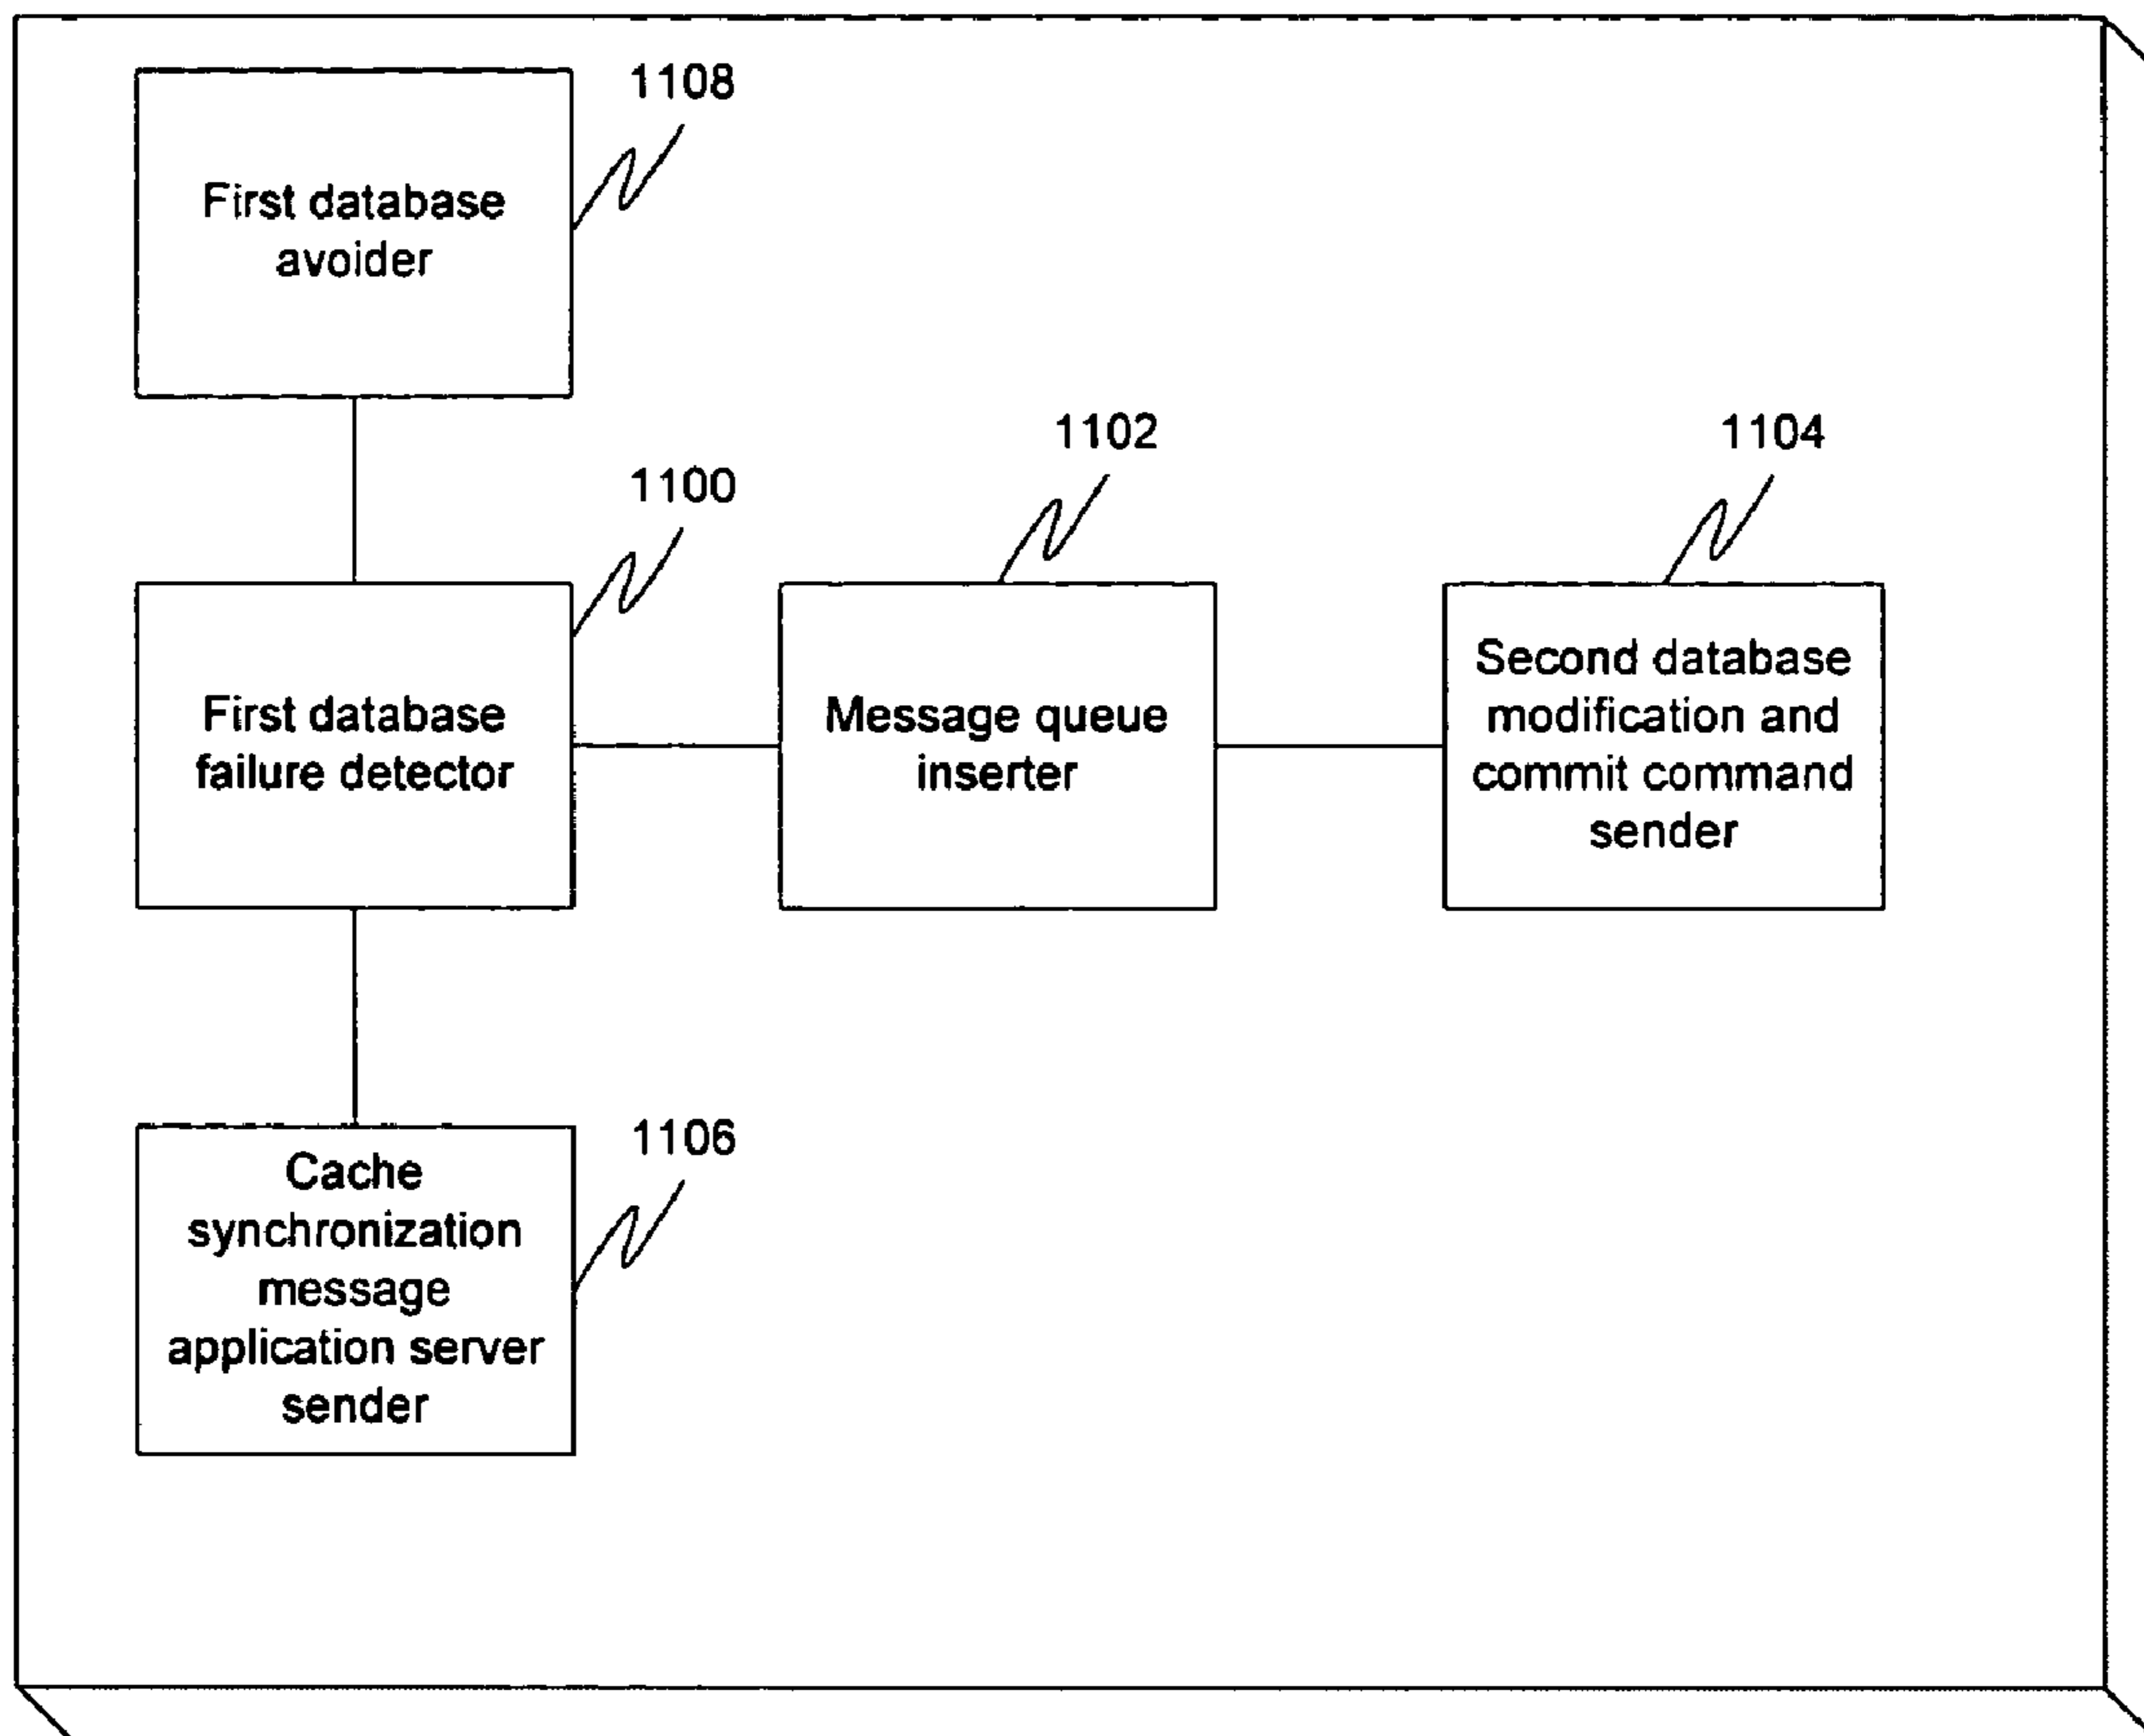 1108
First database
avoider
1100
1102
1104
First database
failure detector
Message queue
inserter
Second database
modification and
commit command
sender
1106
Cache
synchronization
message
application server
sender